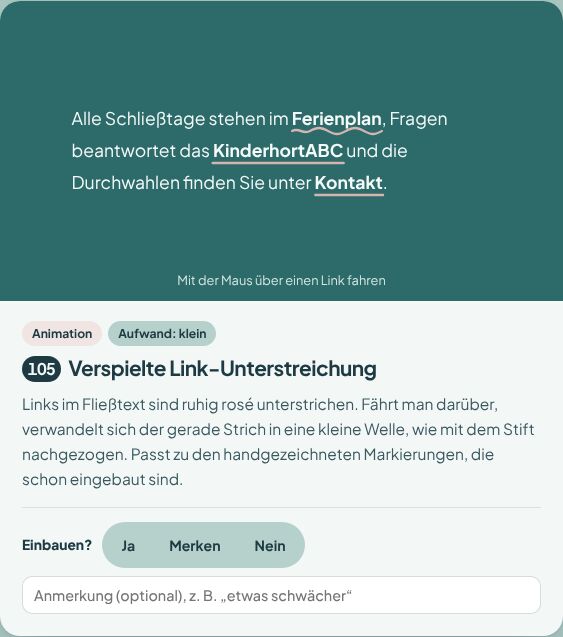 Alle Schließtage stehen im Ferienplan, Fragen
beantwortet das KinderhortABC und die
Durchwahlen finden Sie unter Kontakt.
Mit der Maus über einen Link fahren
Animation
Aufwand: klein
105 Verspielte Link-Unterstreichung
Links im Fließtext sind ruhig rosé unterstrichen. Fährt man darüber,
verwandelt sich der gerade Strich in eine kleine Welle, wie mit dem Stift
nachgezogen. Passt zu den handgezeichneten Markierungen, die
schon eingebaut sind.
Einbauen? Ja Merken Nein
Anmerkung (optional), z. B. „etwas schwächer“